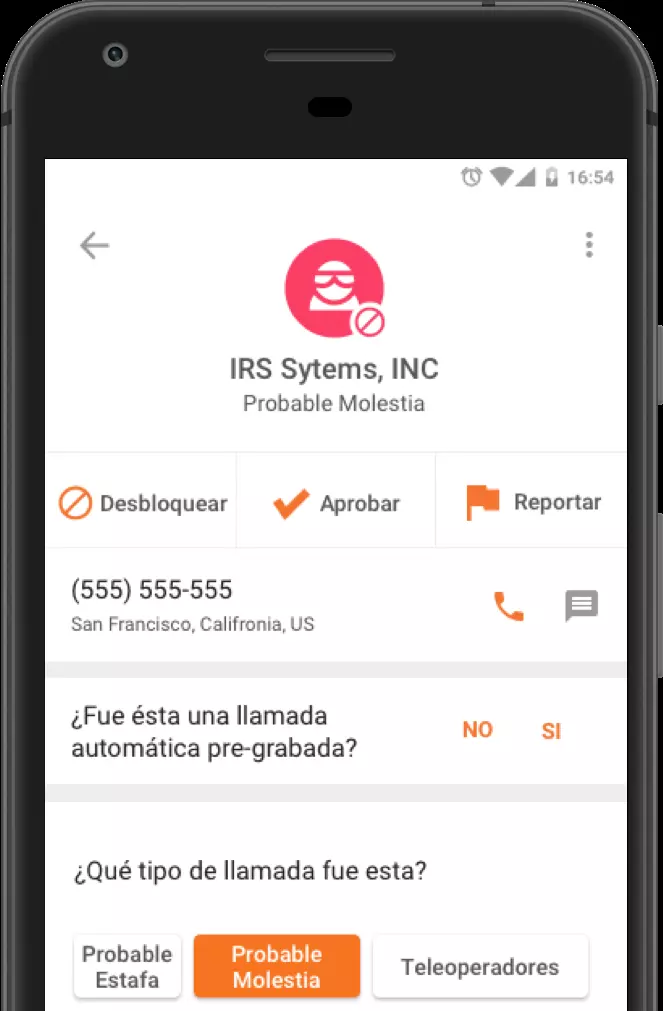 16:54
IRS Sytems, INC
Probable Molestia
Desbloquear
Aprobar
Reportar
(555) 555-555
San Francisco, Califronia, US
¿Fue ésta una llamada
automática pre-grabada?
NO
SI
¿Qué tipo de llamada fue esta?
Probable
Estafa
Probable
Molestia
Teleoperadores